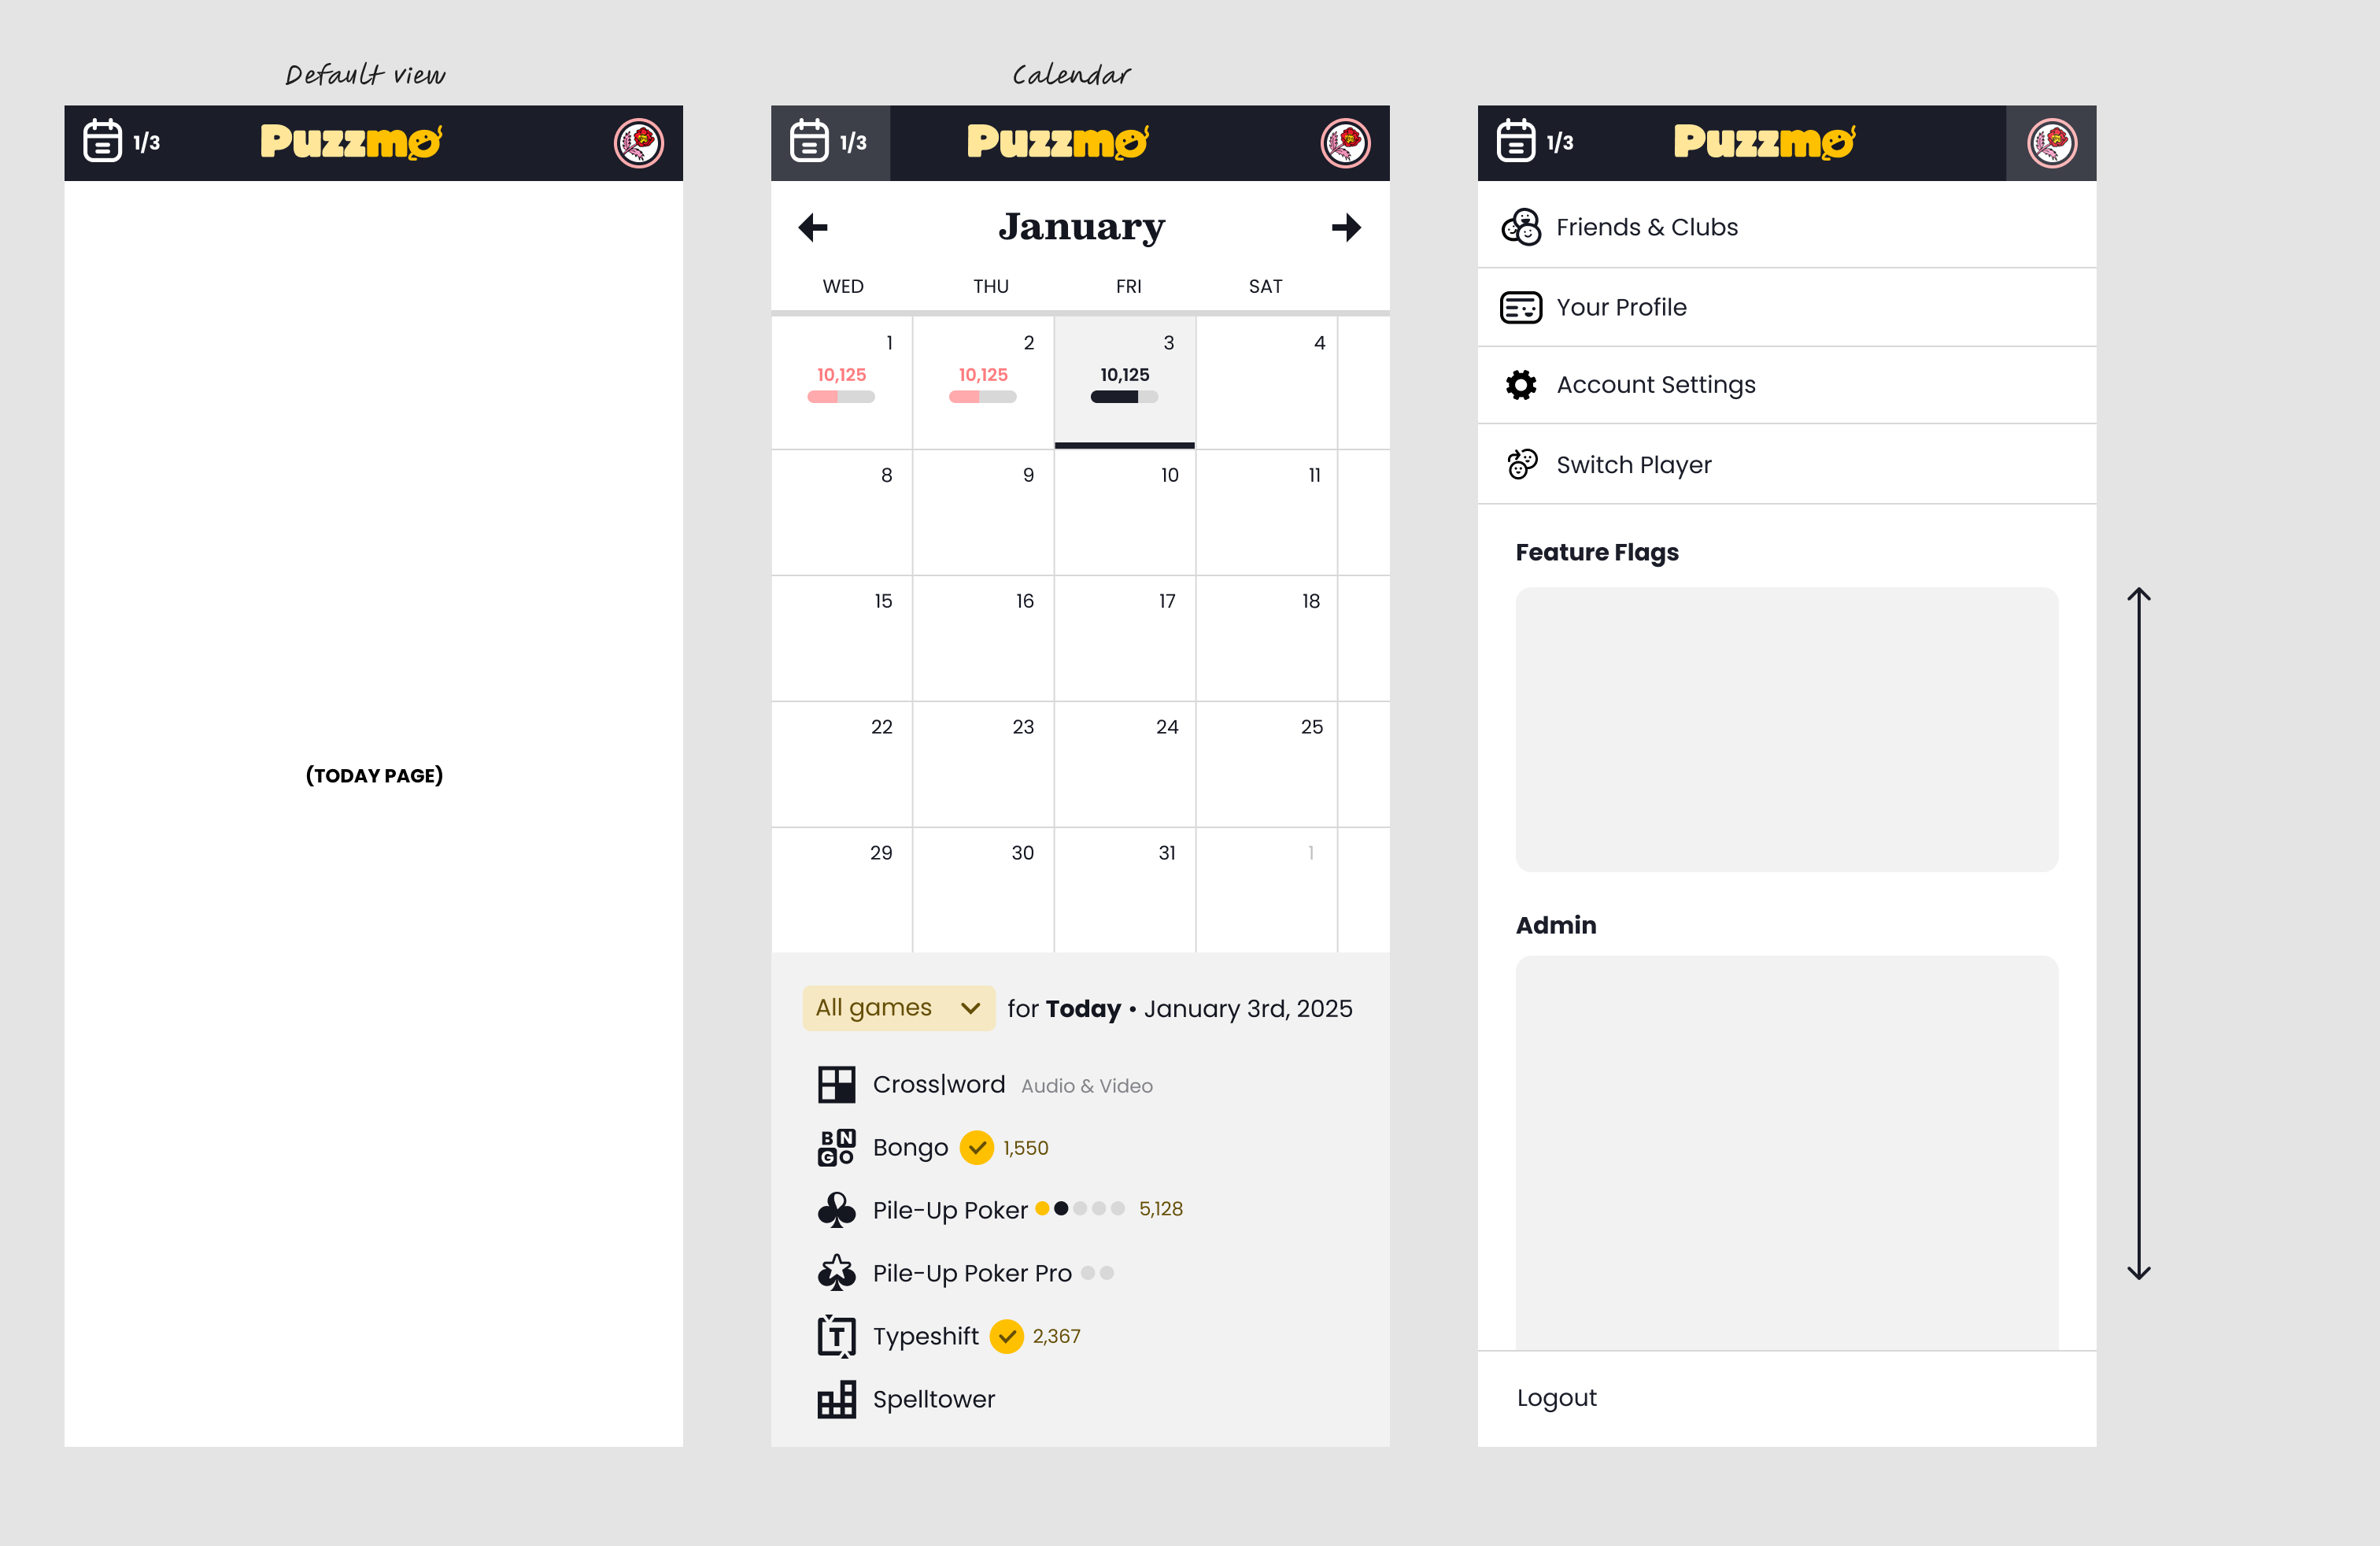 Default view
1/3
Puzzmo
(TODAY PAGE)
Calendar
1/3
Puzzmo
January
WED THU FRI SAT
1 2 3 4
10,125 10,125 10,125
8 9 10 11
15 16 17 18
22 23 24 25
29 30 31 1
All games for Today • January 3rd, 2025
Cross|word Audio & Video
BNGO Bongo 1,550
Pile-Up Poker 5,128
Pile-Up Poker Pro
T Typeshift 2,367
Spelltower
1/3
Puzzmo
Friends & Clubs
Your Profile
Account Settings
Switch Player
Feature Flags
Admin
Logout